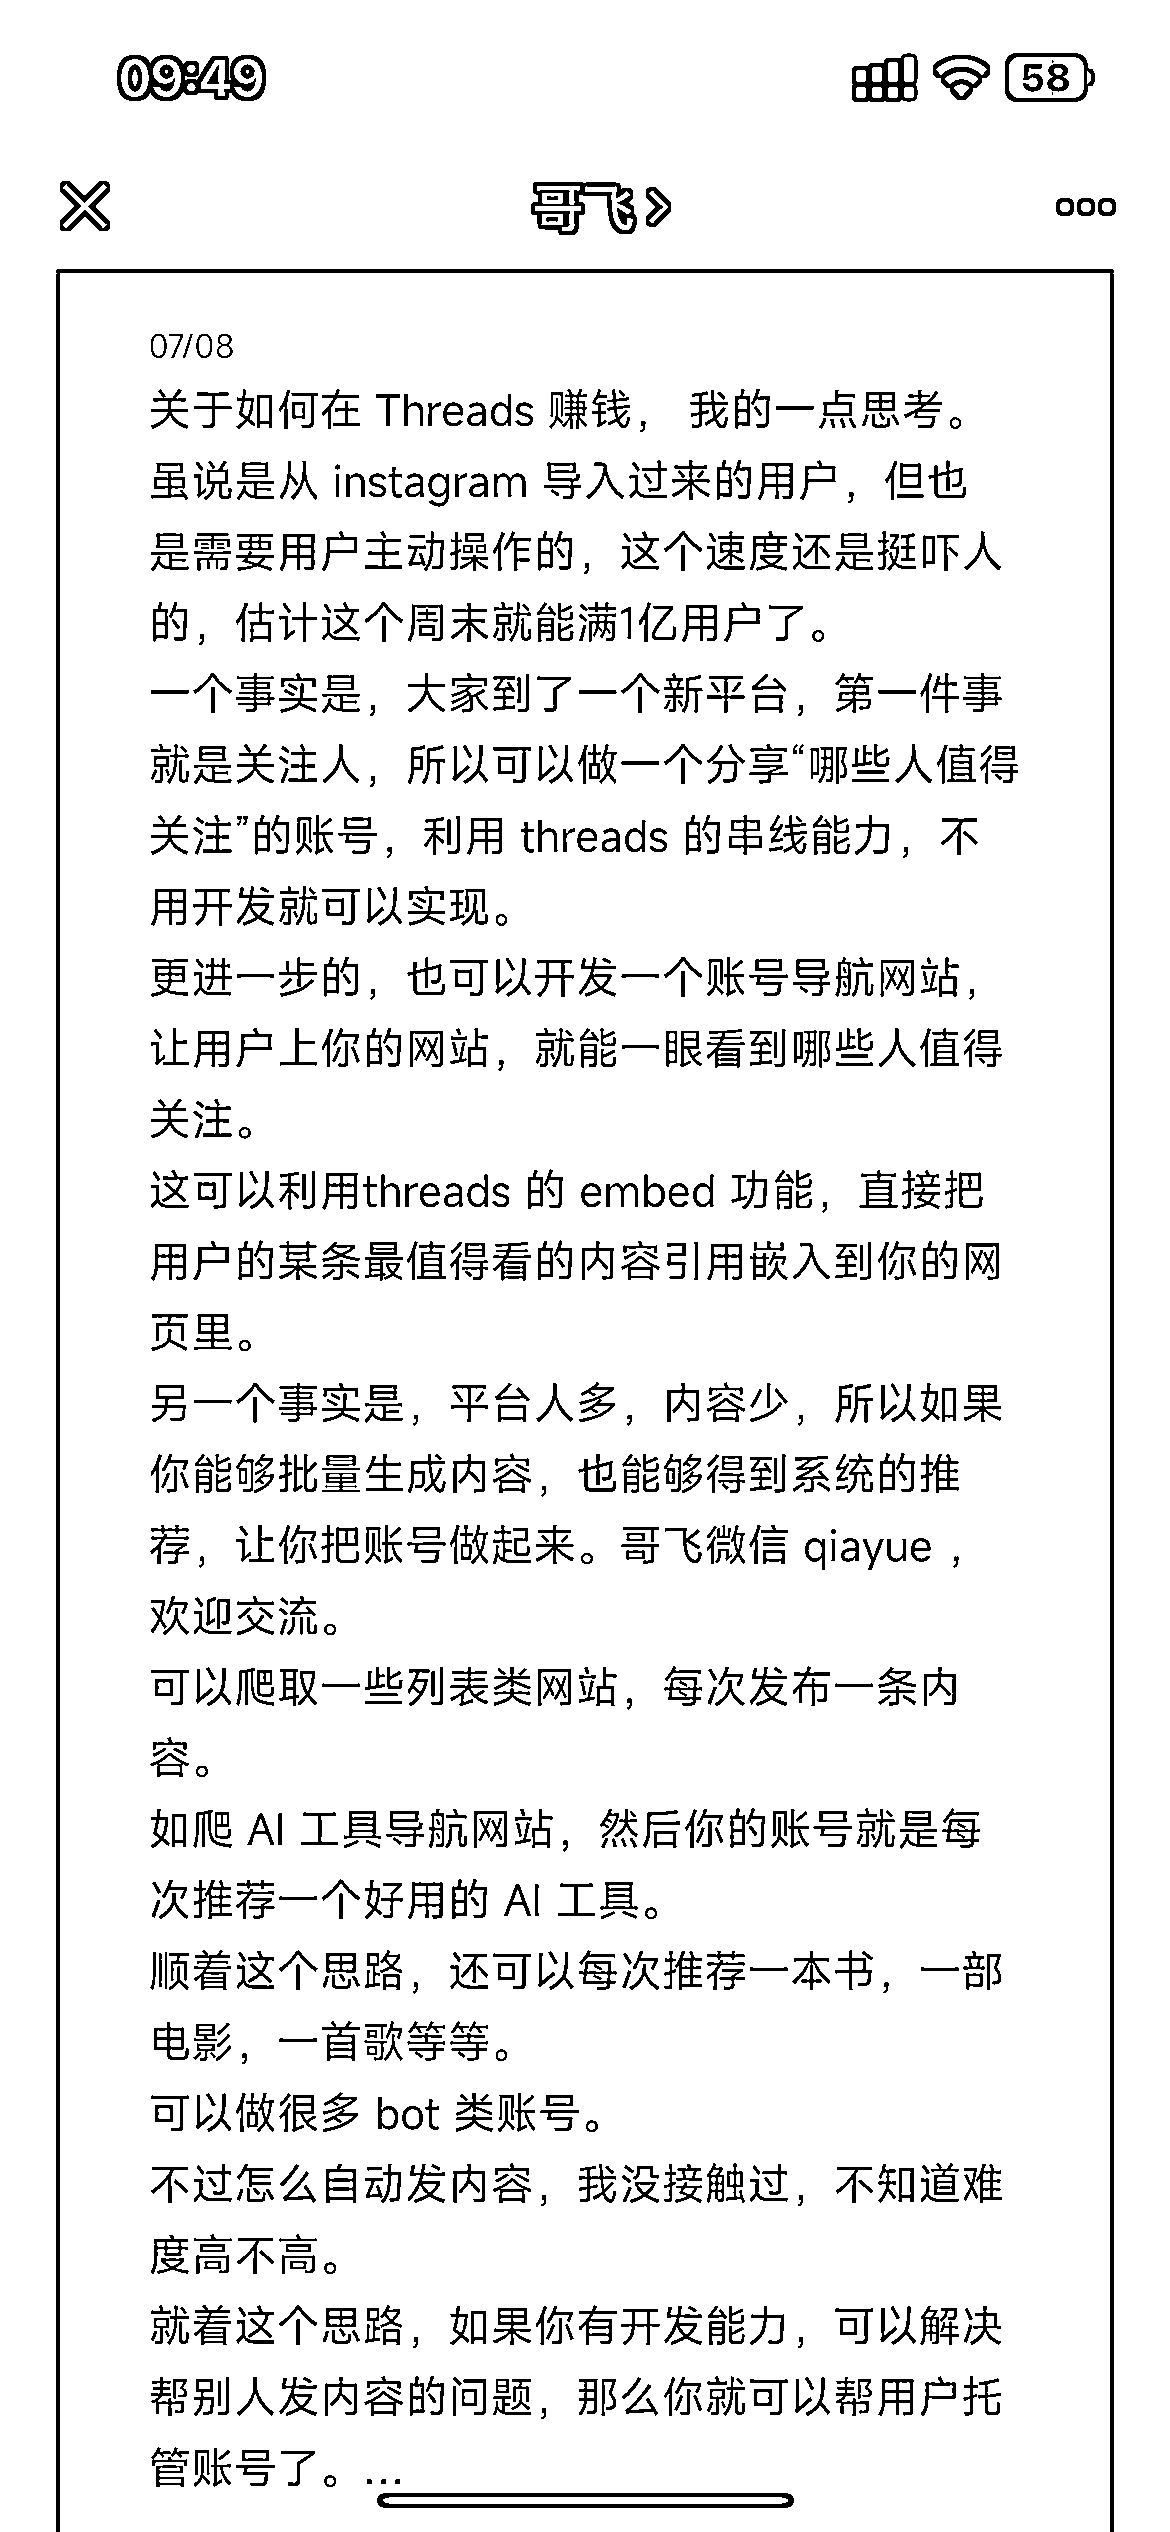 09:49
58
哥飞
07/08
关于如何在 Threads 赚钱， 我的一点思考。
虽说是从 instagram 导入过来的用户，但也
是需要用户主动操作的，这个速度还是挺吓人
的，估计这个周末就能满1亿用户了。
一个事实是，大家到了一个新平台，第一件事
就是关注人，所以可以做一个分享“哪些人值得
关注”的账号，利用 threads 的串线能力，不
用开发就可以实现。
更进一步的，也可以开发一个账号导航网站，
让用户上你的网站，就能一眼看到哪些人值得
关注。
这可以利用threads 的 embed 功能，直接把
用户的某条最值得看的内容引用嵌入到你的网
页里。
另一个事实是，平台人多，内容少，所以如果
你能够批量生成内容，也能够得到系统的推
荐，让你把账号做起来。哥飞微信 qiayue ，
欢迎交流。
可以爬取一些列表类网站，每次发布一条内
容。
如爬 AI 工具导航网站，然后你的账号就是每
次推荐一个好用的 AI 工具。
顺着这个思路，还可以每次推荐一本书，一部
电影，一首歌等等。
可以做很多 bot 类账号。
不过怎么自动发内容，我没接触过，不知道难
度高不高。
就着这个思路，如果你有开发能力，可以解决
帮别人发内容的问题，那么你就可以帮用户托
管账号了。...